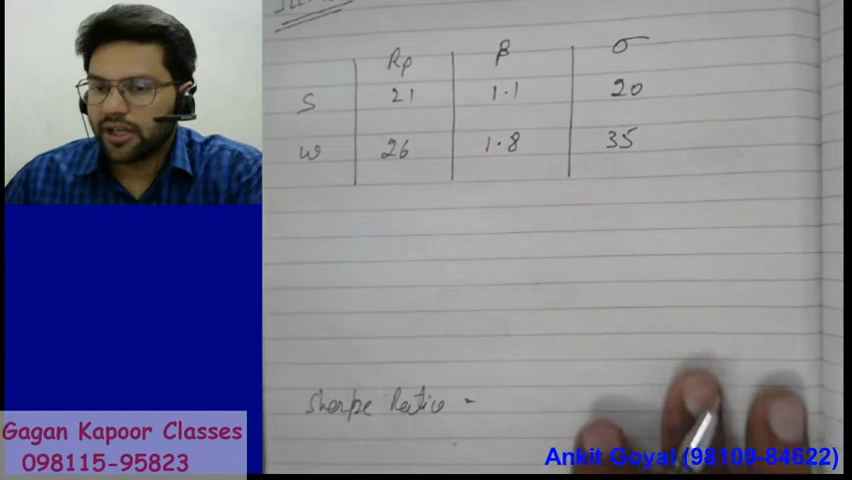 Rp β σ
S 21 1.1 20
W 26 1.8 35
Sharpe Ratio =
Gagan Kapoor Classes
098115-95823
Ankit Goyal (98109-84622)